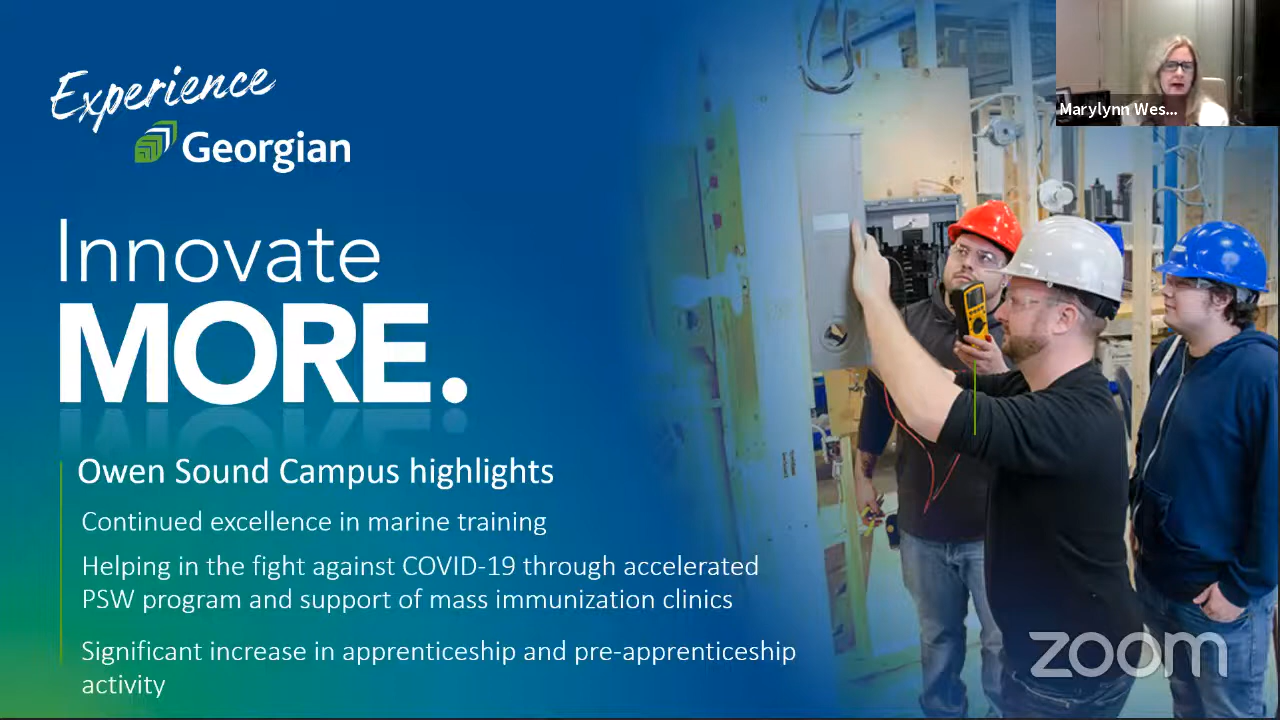 Experience
Georgian
Innovate
MORE.
Owen Sound Campus highlights
Continued excellence in marine training
Helping in the fight against COVID-19 through accelerated
PSW program and support of mass immunization clinics
Significant increase in apprenticeship and pre-apprenticeship
activity
Marylynn Wes...
zoom